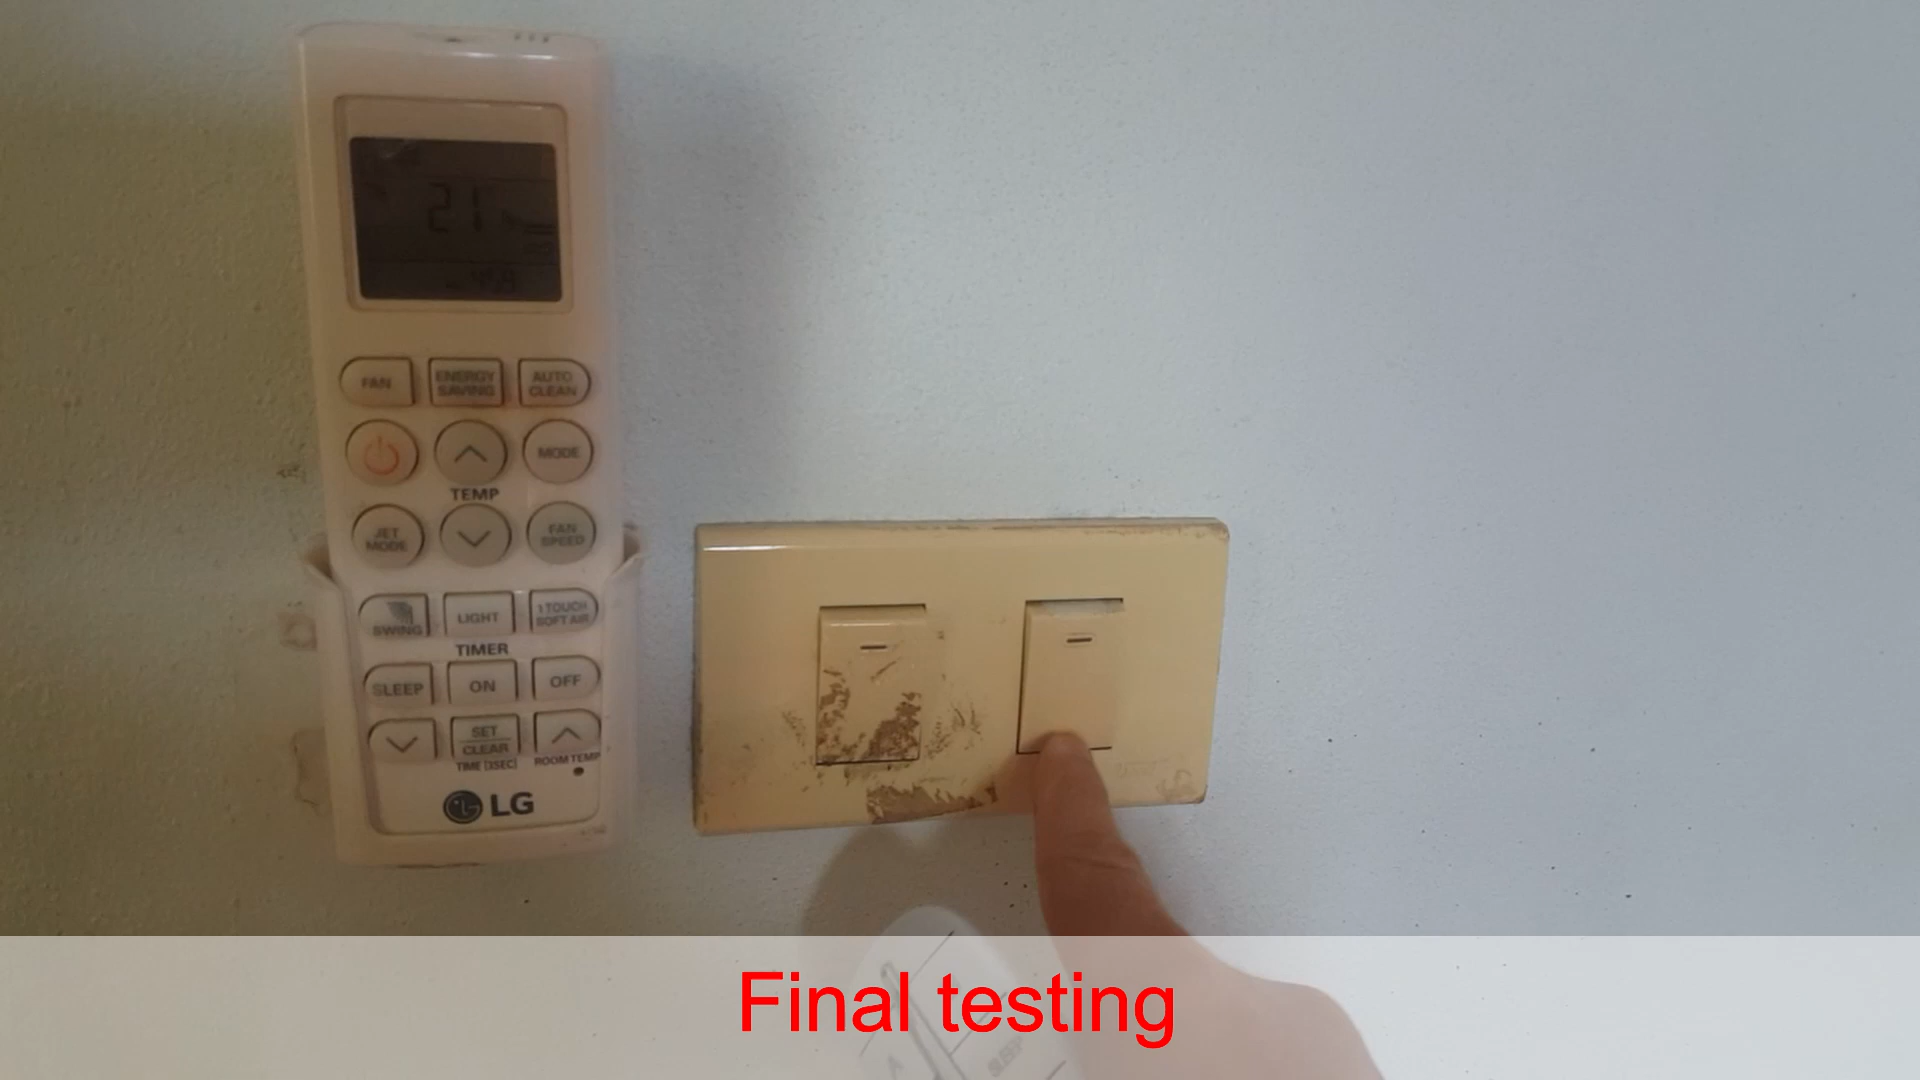 21
FAN
ENERGY
SAVING
AUTO
CLEAN
MODE
TEMP
JET
MODE
FAN
SPEED
SWING
LIGHT
1 TOUCH
SOFT AIR
TIMER
SLEEP
ON
OFF
SET
CLEAR
TIME [3SEC]
ROOM TEMP
LG
Final testing
SLEEP